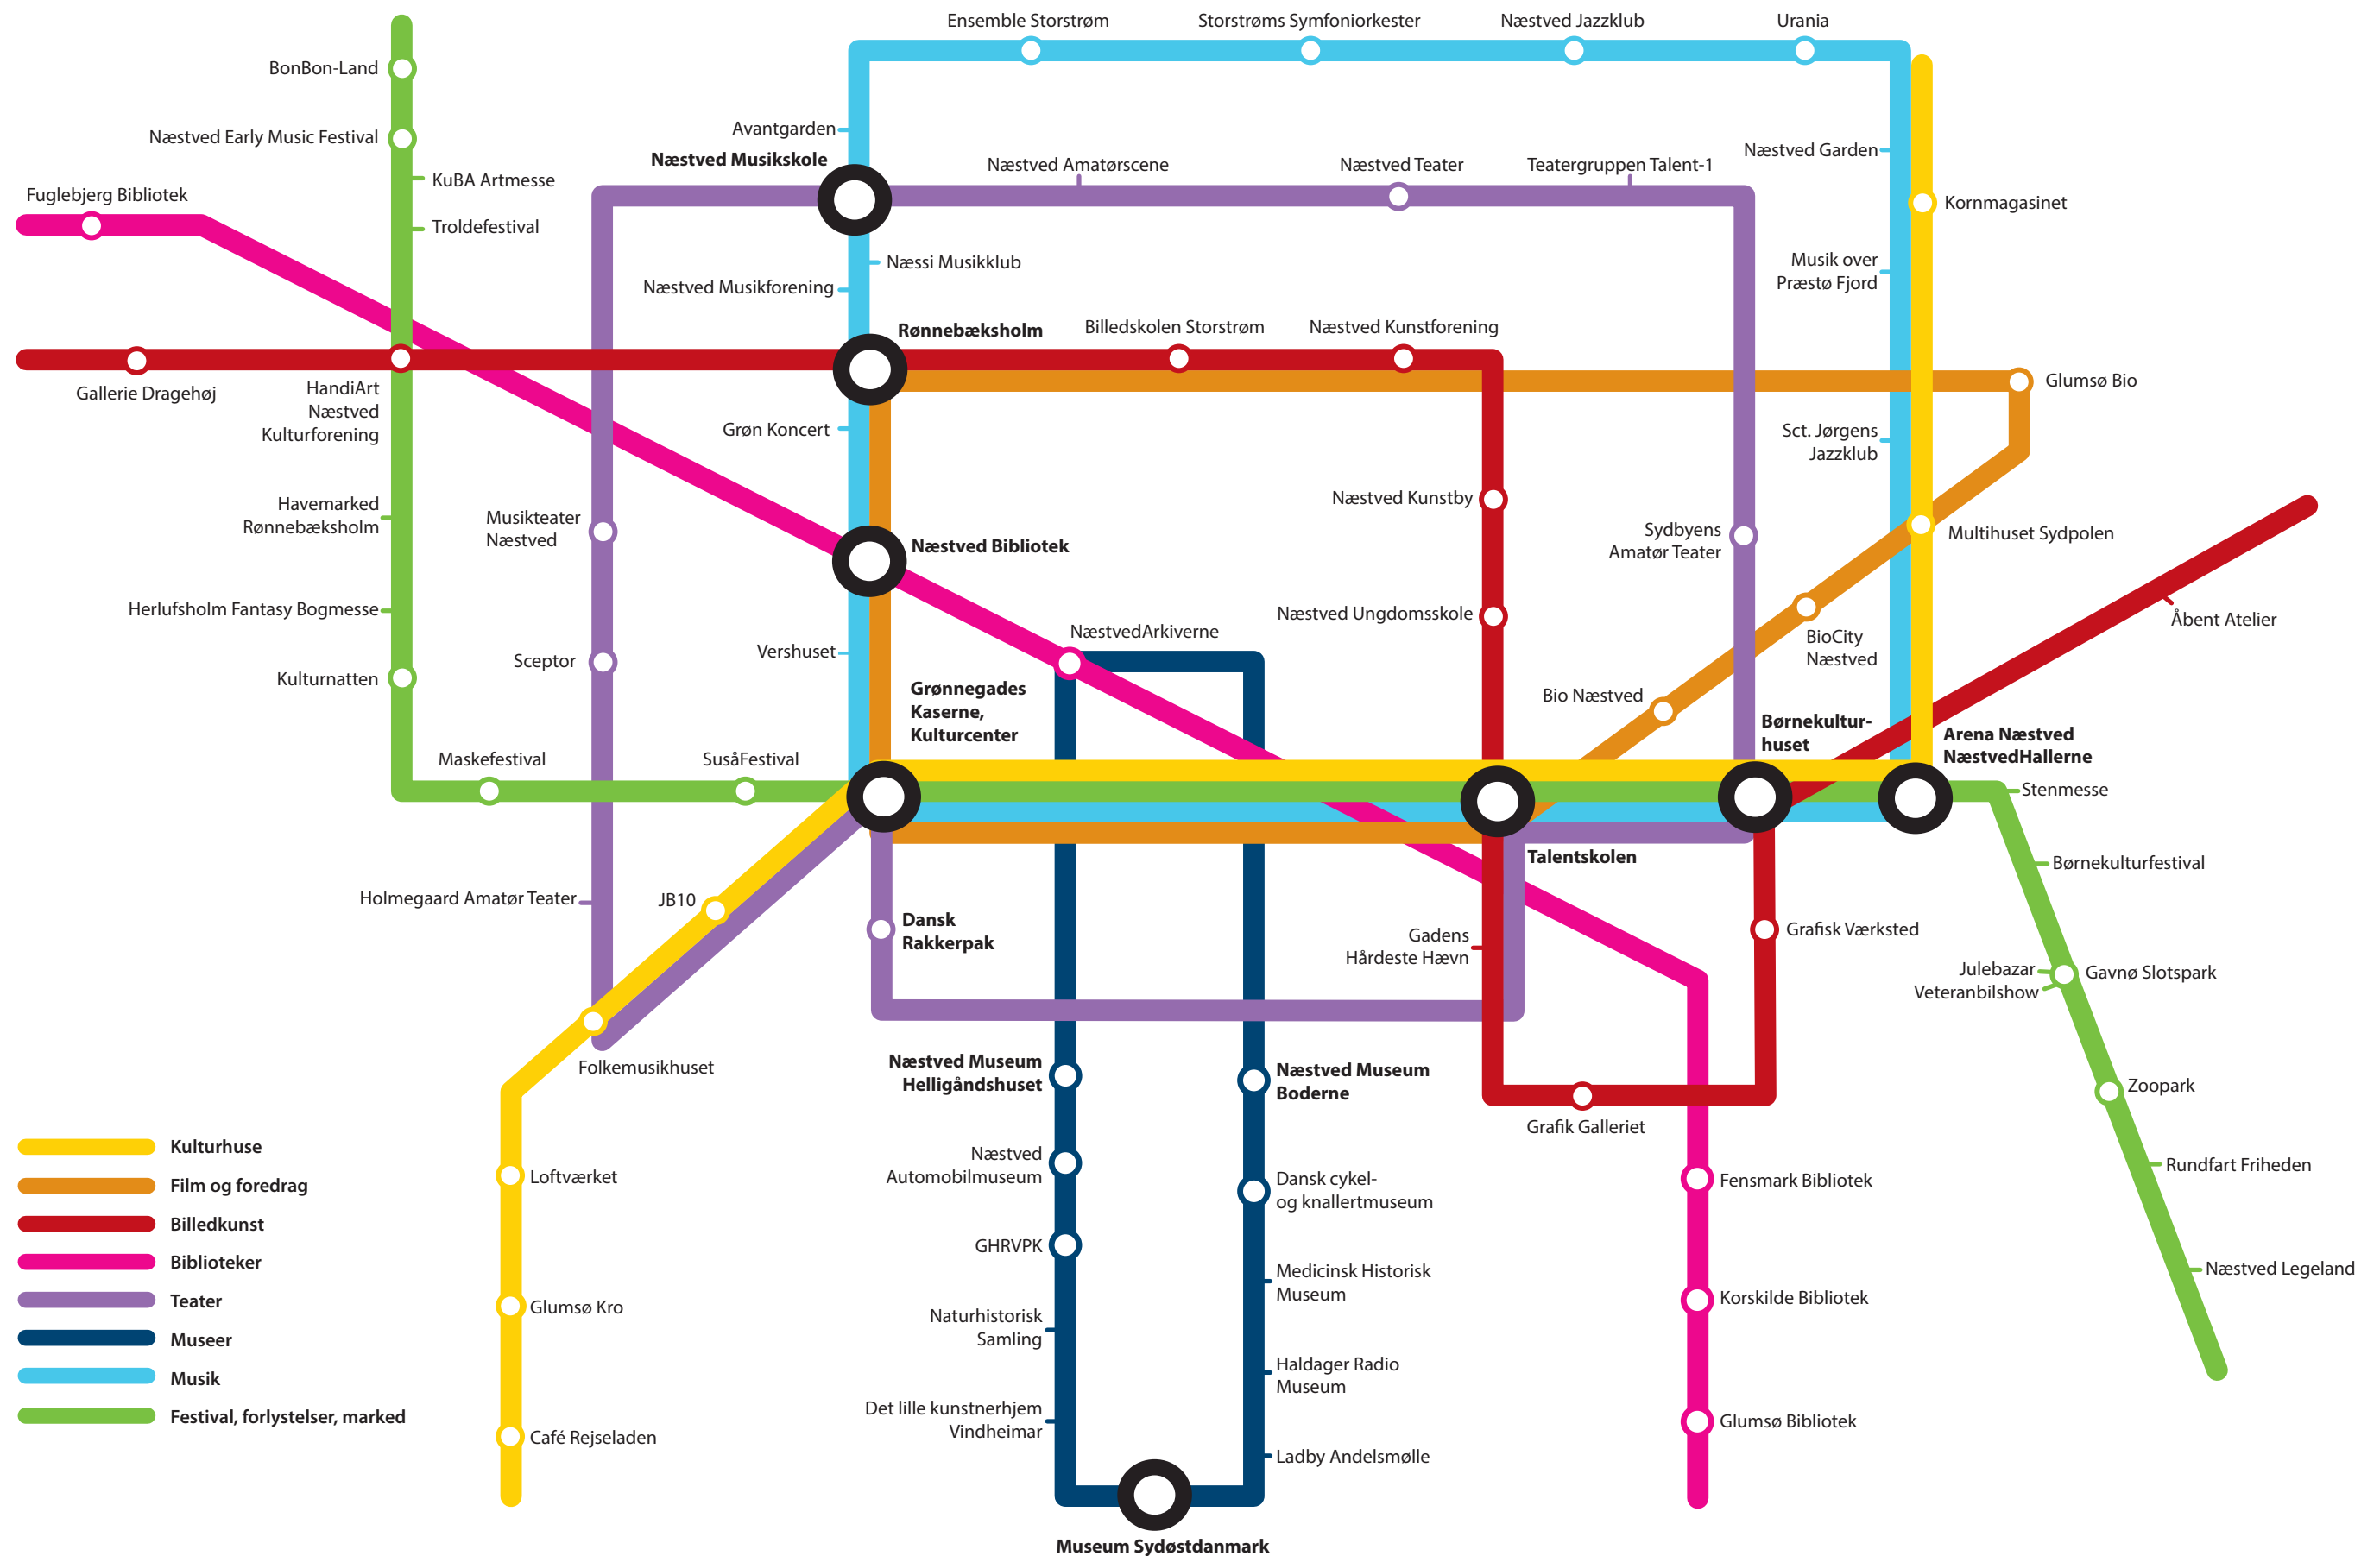 Ensemble Storstrøm
Storstrøms Symfoniorkester
Næstved Jazzklub
Urania
BonBon-Land
Næstved Early Music Festival
Avantgarden
Næstved Musikskole
Næstved Amatørscene
Næstved Teater
Teatergruppen Talent-1
Næstved Garden
KuBA Artmesse
Fuglebjerg Bibliotek
Kornmagasinet
Troldefestival
Næssi Musikklub
Næstved Musikforening
Musik over
Præstø Fjord
Rønnebæksholm
Billedskolen Storstrøm
Næstved Kunstforening
Gallerie Dragehøj
HandiArt
Næstved
Kulturforening
Glumsø Bio
Grøn Koncert
Sct. Jørgens
Jazzklub
Havemarked
Rønnebæksholm
Musikteater
Næstved
Næstved Kunstby
Sydbyens
Amatør Teater
Multihuset Sydpolen
Næstved Bibliotek
Herlufsholm Fantasy Bogmesse
Næstved Ungdomsskole
Åbent Atelier
NæstvedArkiverne
BioCity
Næstved
Sceptor
Vershuset
Kulturnatten
Grønnegades
Kaserne,
Kulturcenter
Bio Næstved
Børnekultur-
huset
Arena Næstved
NæstvedHallerne
Maskefestival
SusåFestival
Stenmesse
Talentskolen
Børnekulturfestival
Holmegaard Amatør Teater
JB10
Dansk
Rakkerpak
Gadens
Hårdeste Hævn
Grafisk Værksted
Julebazar
Veteranbilshow
Gavnø Slotspark
Folkemusikhuset
Næstved Museum
Helligåndshuset
Næstved Museum
Boderne
Zoopark
Grafik Galleriet
Kulturhuse
Film og foredrag
Billedkunst
Biblioteker
Teater
Museer
Musik
Festival, forlystelser, marked
Loftværket
Næstved
Automobilmuseum
Dansk cykel-
og knallertmuseum
Fensmark Bibliotek
Rundfart Friheden
GHRVPK
Medicinsk Historisk
Museum
Næstved Legeland
Glumsø Kro
Naturhistorisk
Samling
Korskilde Bibliotek
Haldager Radio
Museum
Det lille kunstnerhjem
Vindheimar
Glumsø Bibliotek
Café Rejseladen
Ladby Andelsmølle
Museum Sydøstdanmark